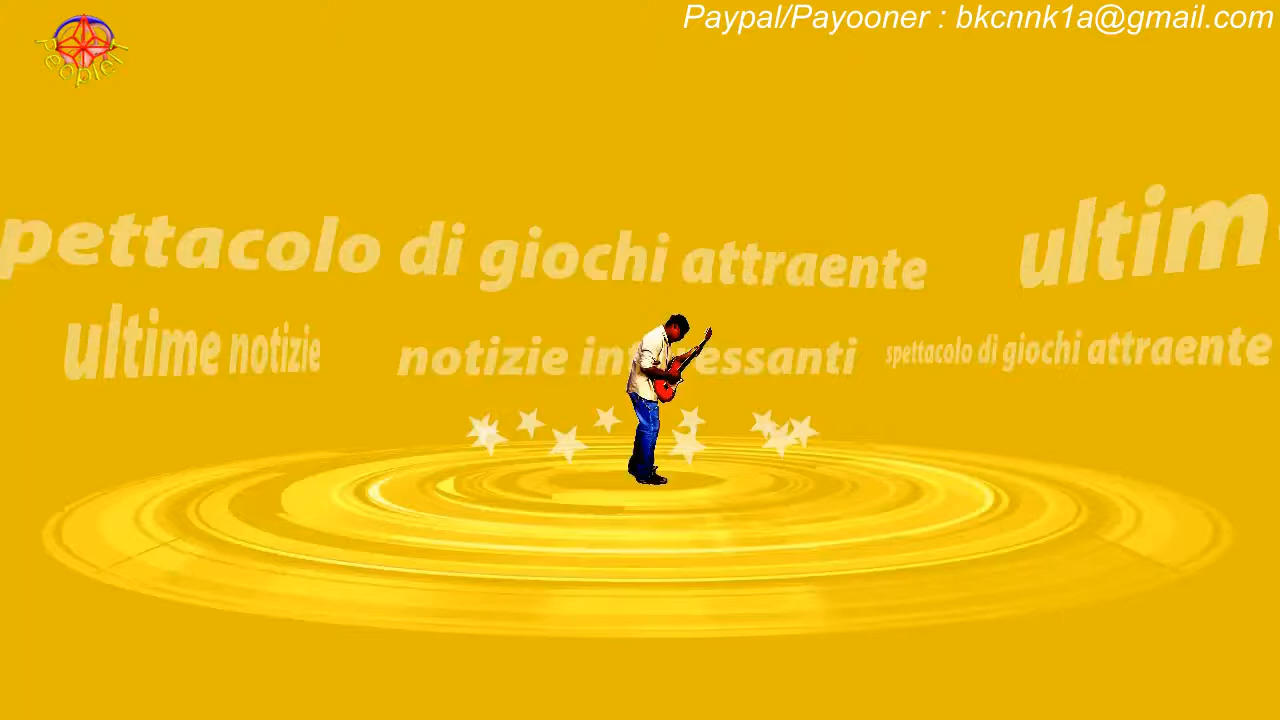 Paypal/Payooner : bkcnnk1a@gmail.com
PeopleTY
pettacolo di giochi attraente
ultim
ultime notizie
notizie in essanti
spettacolo di giochi attraente